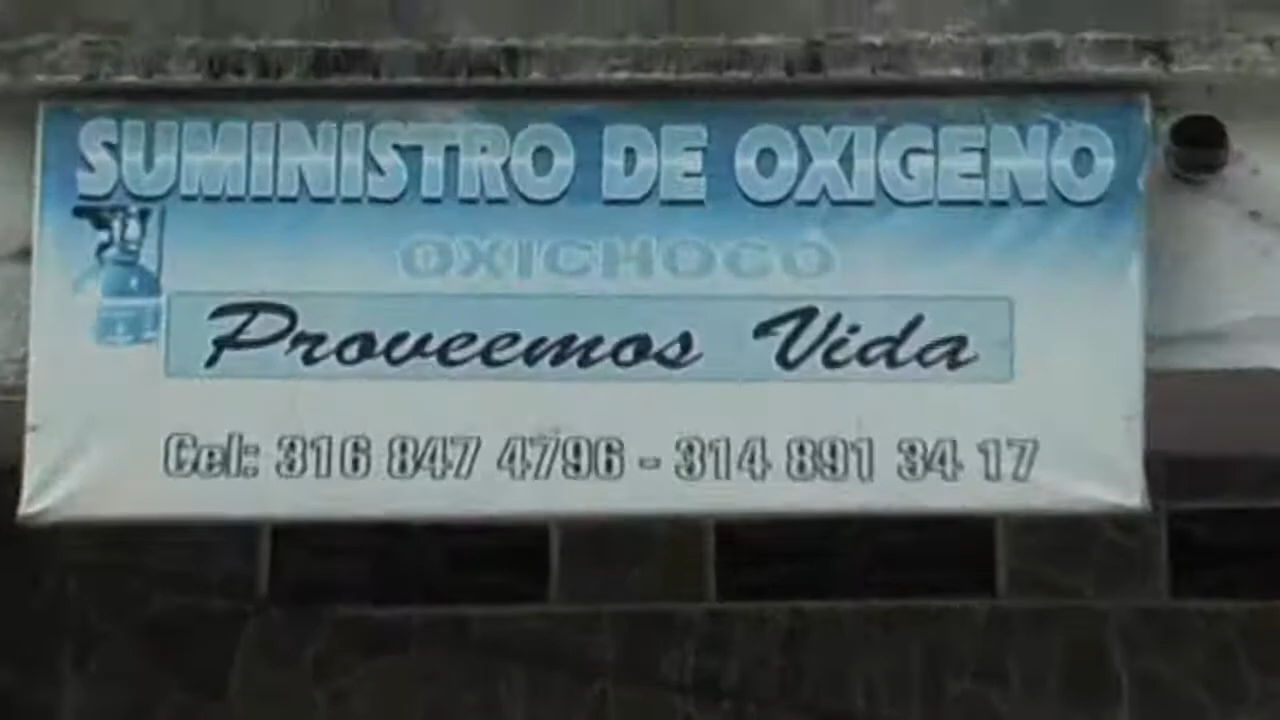 SUMINISTRO DE OXIGENO
OXICHOCO
Proveemos Vida
Cel: 316 847 4796 - 314 891 34 17